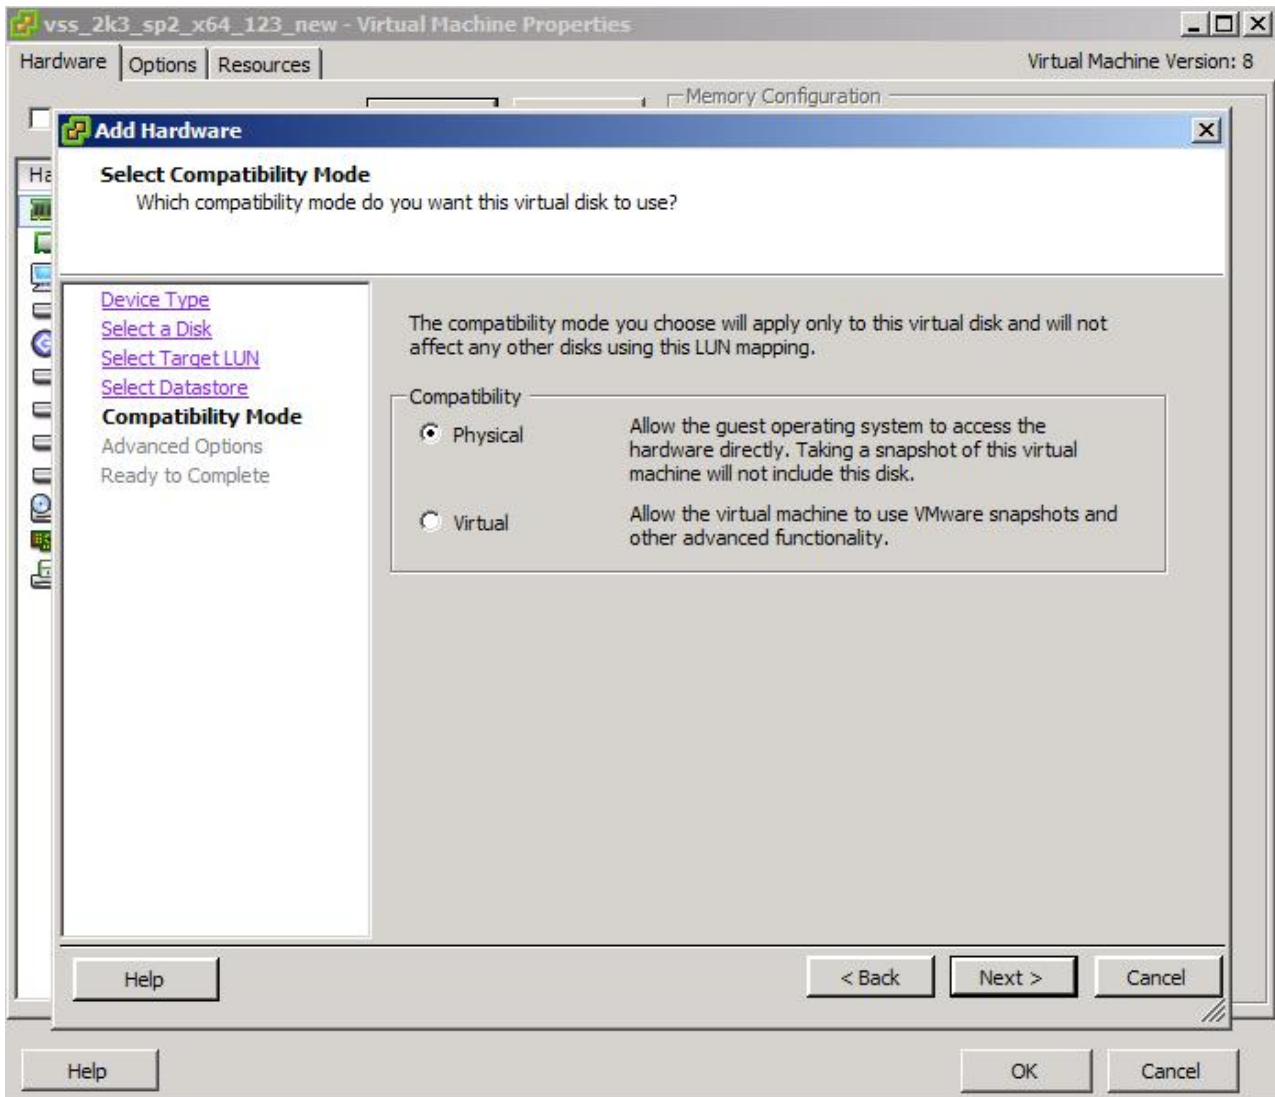 vss_2k3_sp2_x64_123_new - Virtual Machine Properties
Hardware Options Resources Virtual Machine Version: 8
Memory Configuration
Add Hardware
Ha
Select Compatibility Mode
Which compatibility mode do you want this virtual disk to use?
Device Type
Select a Disk
Select Target LUN
Select Datastore
Compatibility Mode
Advanced Options
Ready to Complete
The compatibility mode you choose will apply only to this virtual disk and will not
affect any other disks using this LUN mapping.
Compatibility
Physical
Allow the guest operating system to access the
hardware directly. Taking a snapshot of this virtual
machine will not include this disk.
Virtual
Allow the virtual machine to use VMware snapshots and
other advanced functionality.
Help < Back Next > Cancel
Help OK Cancel